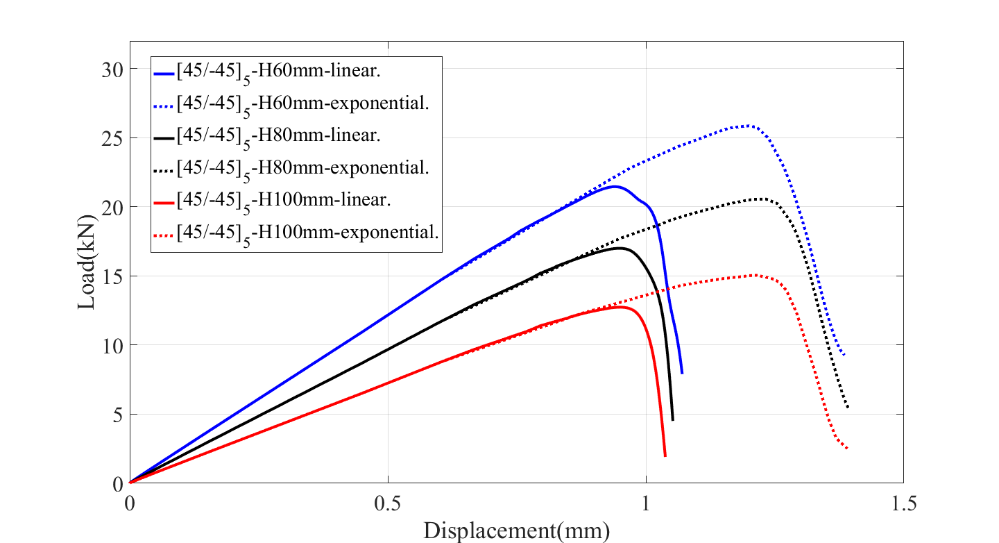 30
25
20
15
10
5
0
Load(kN)
[45/-45]5-H60mm-linear.
[45/-45]5-H60mm-exponential.
[45/-45]5-H80mm-linear.
[45/-45]5-H80mm-exponential.
[45/-45]5-H100mm-linear.
[45/-45]5-H100mm-exponential.
0 0.5 1 1.5
Displacement(mm)